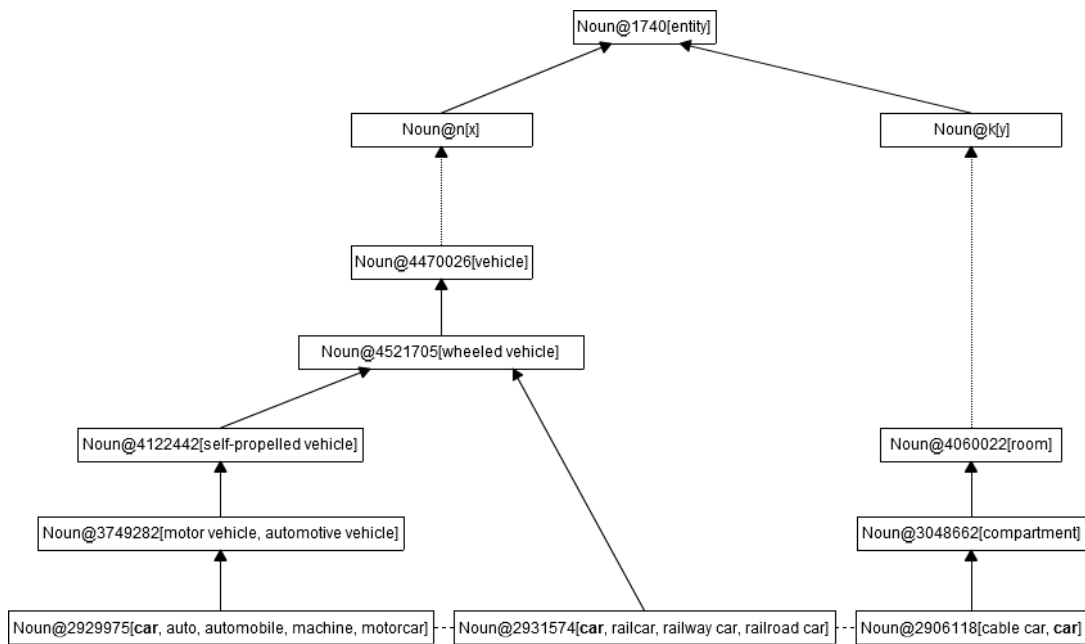 Noun@1740[entity]
Noun@n[x]
Noun@k[y]
Noun@4470026[vehicle]
Noun@4521705[wheeled vehicle]
Noun@4122442[self-propelled vehicle]
Noun@4060022[room]
Noun@3749282[motor vehicle, automotive vehicle]
Noun@3048662[compartment]
Noun@2929975[car, auto, automobile, machine, motorcar]
Noun@2931574[car, railcar, railway car, railroad car]
Noun@2906118[cable car, car]